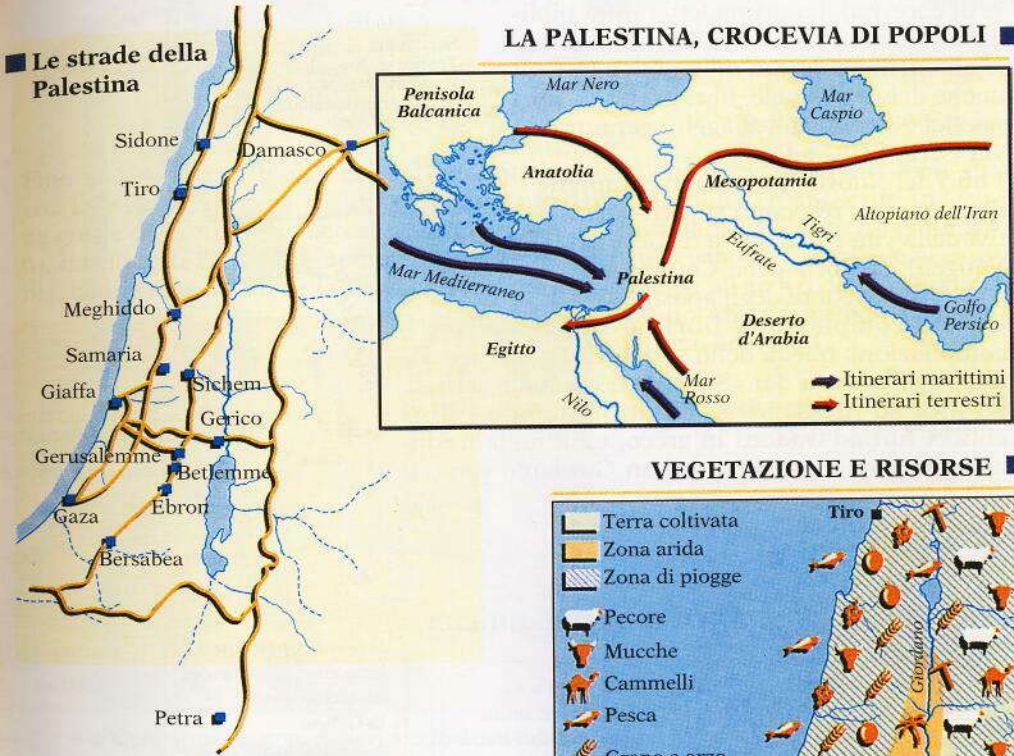 Le strade della
Palestina
Sidone
Damasco
Tiro
Meghiddo
Samaria
Sichem
Giaffa
Gerico
Gerusalemme
Betlemme
Ebron
Gaza
Bersabea
Petra
LA PALESTINA, CROCEVIA DI POPOLI
Penisola
Balcanica
Mar Nero
Mar
Caspio
Anatolia
Mesopotamia
Altopiano dell'Iran
Tigri
Eufrate
Mar Mediterraneo
Palestina
Golfo
Persico
Deserto
d'Arabia
Egitto
Nilo
Mar
Rosso
Itinerari marittimi
Itinerari terrestri
VEGETAZIONE E RISORSE
Terra coltivata
Zona arida
Zona di piogge
Pecore
Mucche
Cammelli
Pesca
Grano e orzo
Tiro
Giordano